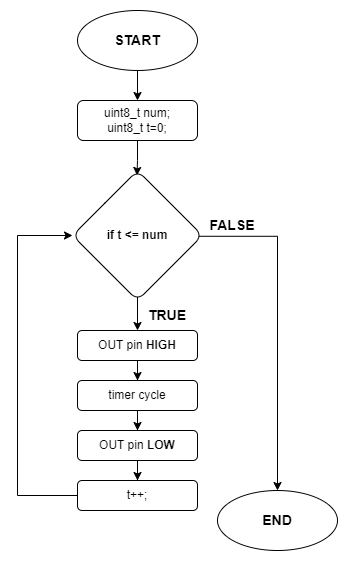 START
uint8_t num;
uint8_t t=0;
if t <= num
FALSE
TRUE
OUT pin HIGH
timer cycle
OUT pin LOW
t++;
END